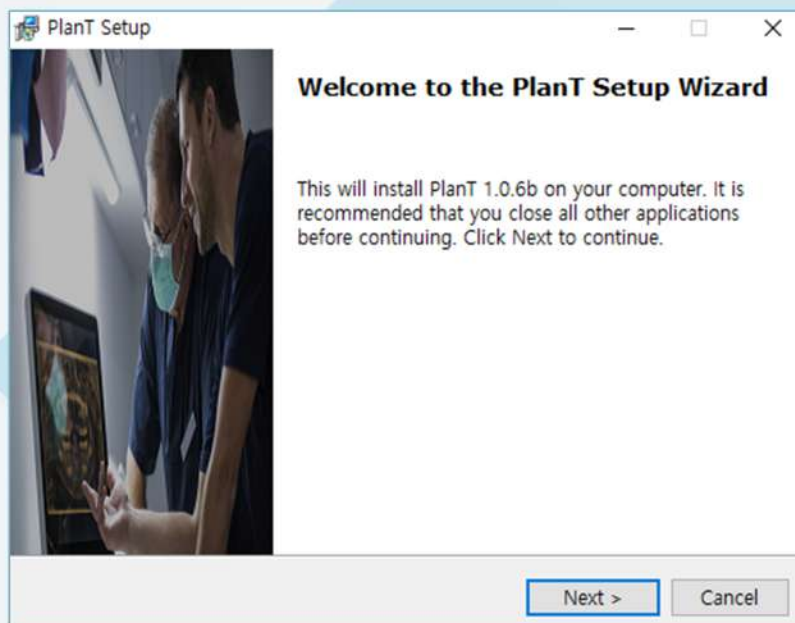 PlanT Setup
Welcome to the PlanT Setup Wizard
This will install PlanT 1.0.6b on your computer. It is
recommended that you close all other applications
before continuing. Click Next to continue.
Next >
Cancel